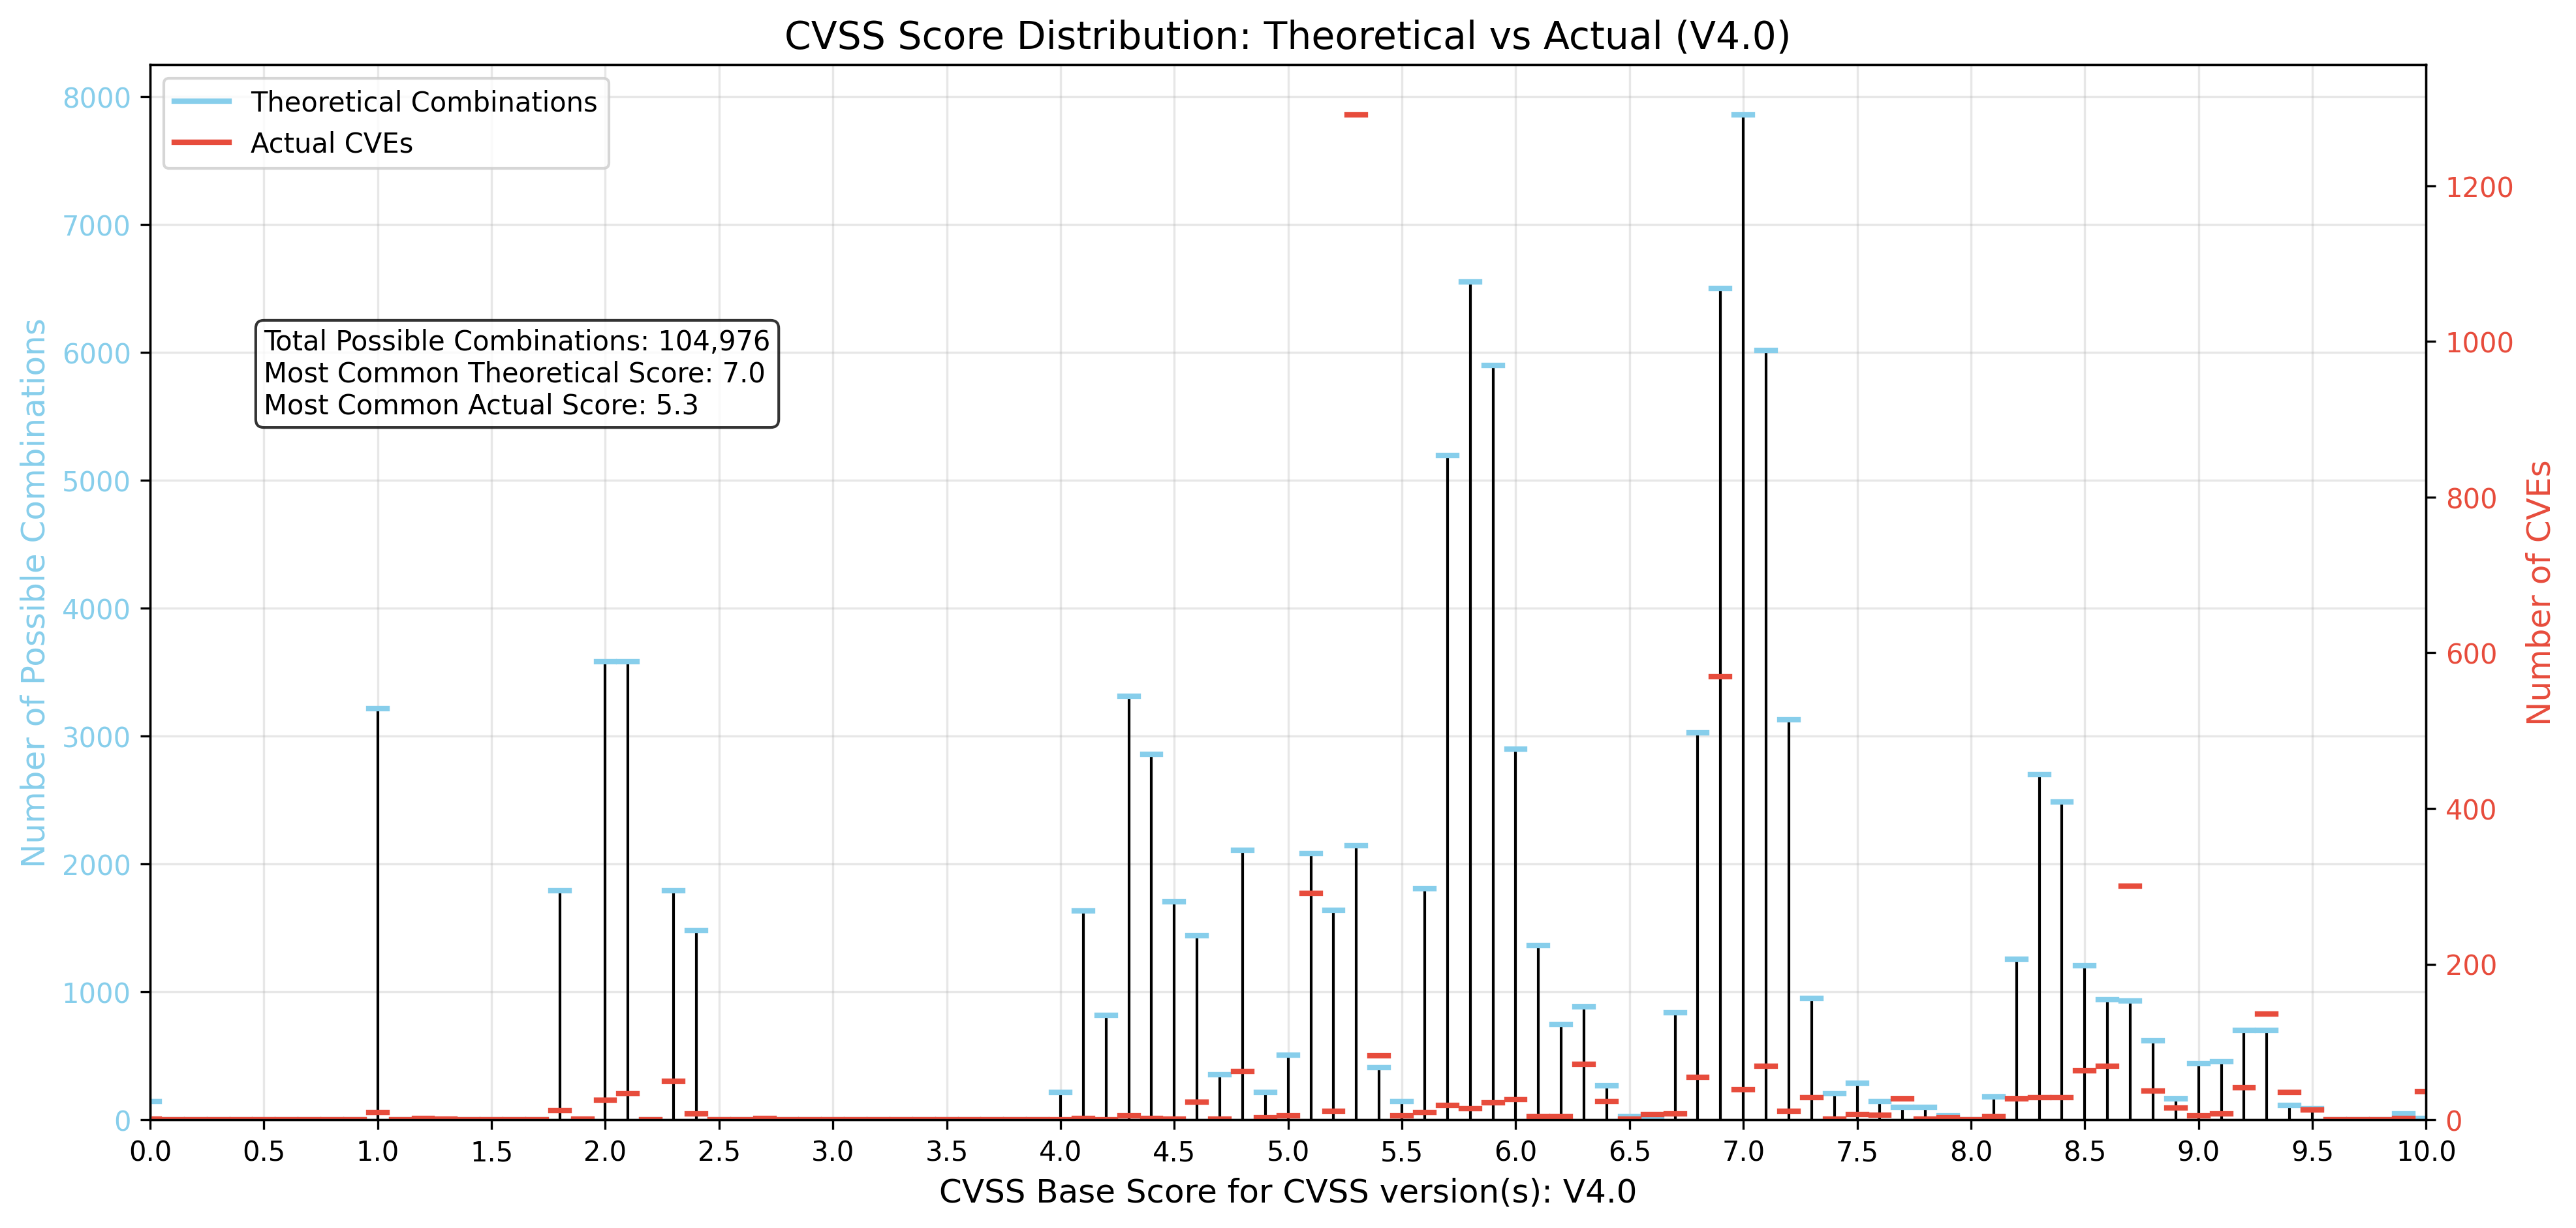 CVSS Score Distribution: Theoretical vs Actual (V4.0)
Theoretical Combinations
Actual CVEs
Total Possible Combinations: 104,976
Most Common Theoretical Score: 7.0
Most Common Actual Score: 5.3
Number of Possible Combinations
8000
7000
6000
5000
4000
3000
2000
1000
0
Number of CVEs
1200
1000
800
600
400
200
0
0.0 0.5 1.0 1.5 2.0 2.5 3.0 3.5 4.0 4.5 5.0 5.5 6.0 6.5 7.0 7.5 8.0 8.5 9.0 9.5 10.0
CVSS Base Score for CVSS version(s): V4.0